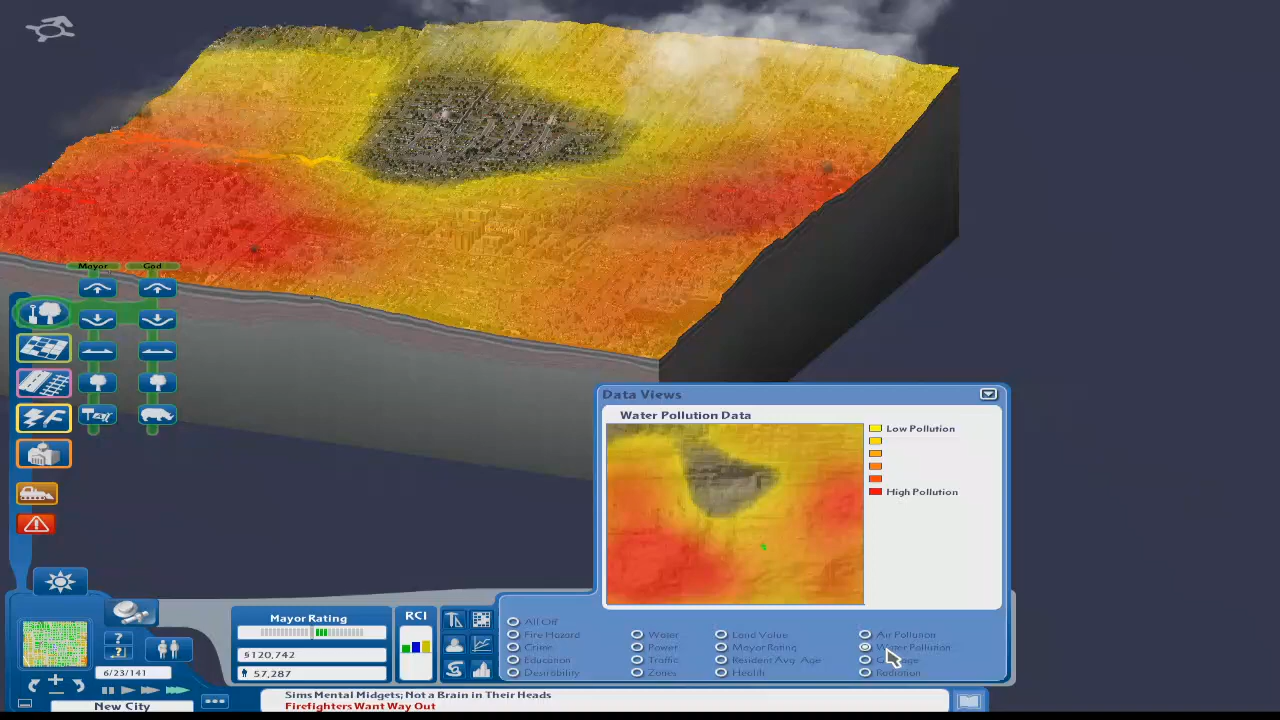 Mayor God
Data Views
Water Pollution Data
Low Pollution
High Pollution
Mayor Rating
RCI
§120,742
57,287
6/23/141
New City
All Off
Fire Hazard
Crime
Education
Desirability
Water
Power
Traffic
Zones
Land Value
Mayor Rating
Resident Avg. Age
Health
Air Pollution
Water Pollution
Radiation
Sims Mental Midgets; Not a Brain in Their Heads
Firefighters Want Way Out